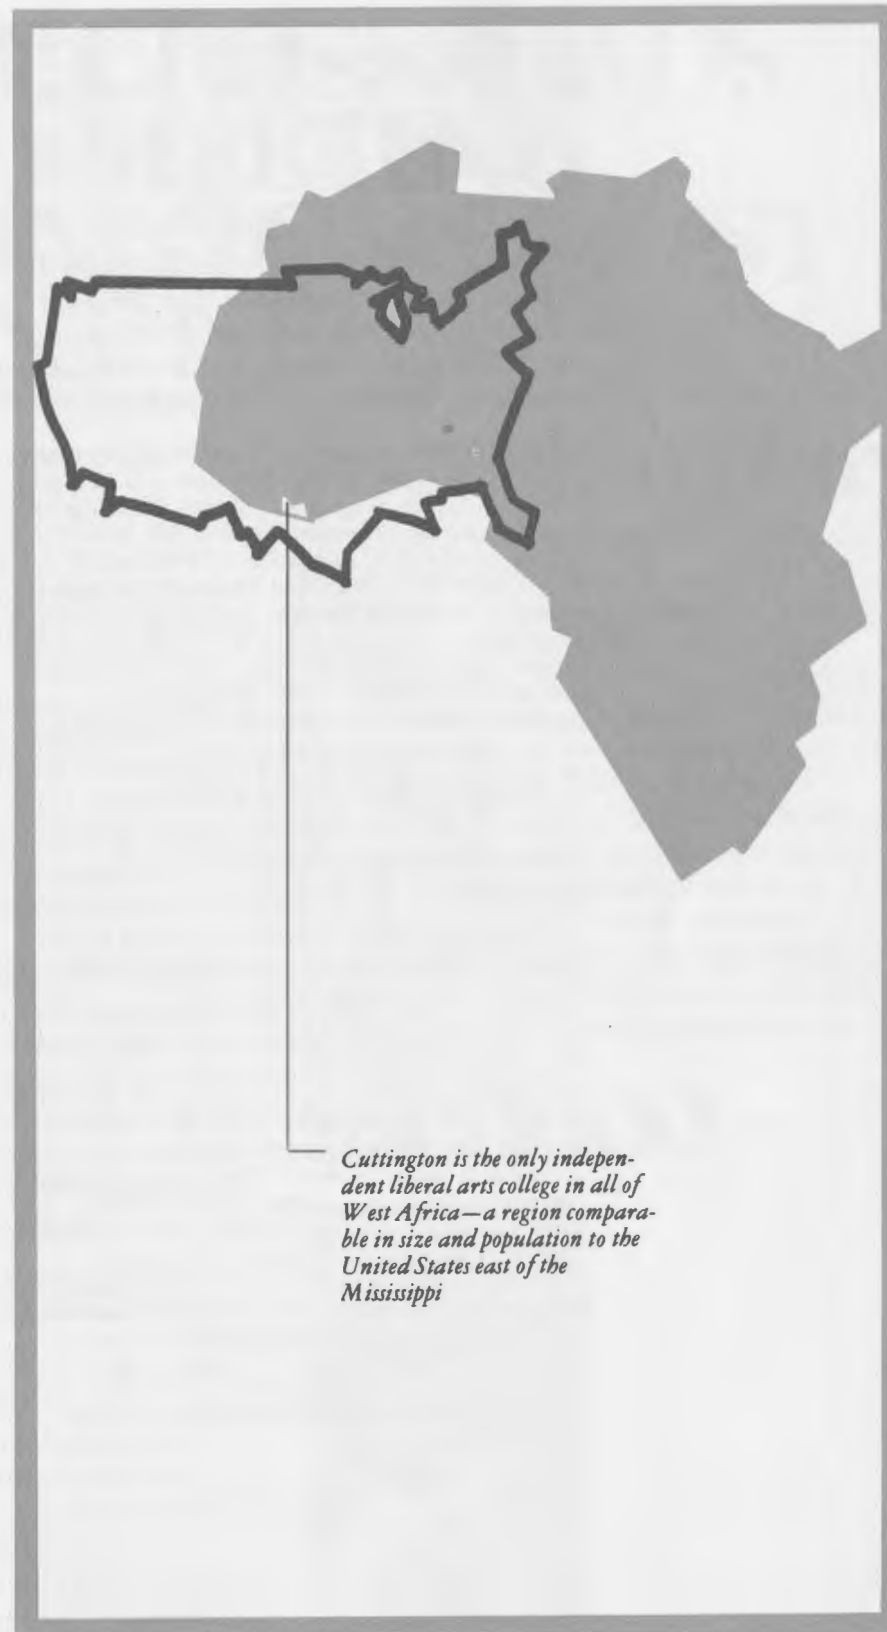 Cuttington is the only indepen-
dent liberal arts college in all of
West Africa—a region compara-
ble in size and population to the
United States east of the
Mississippi